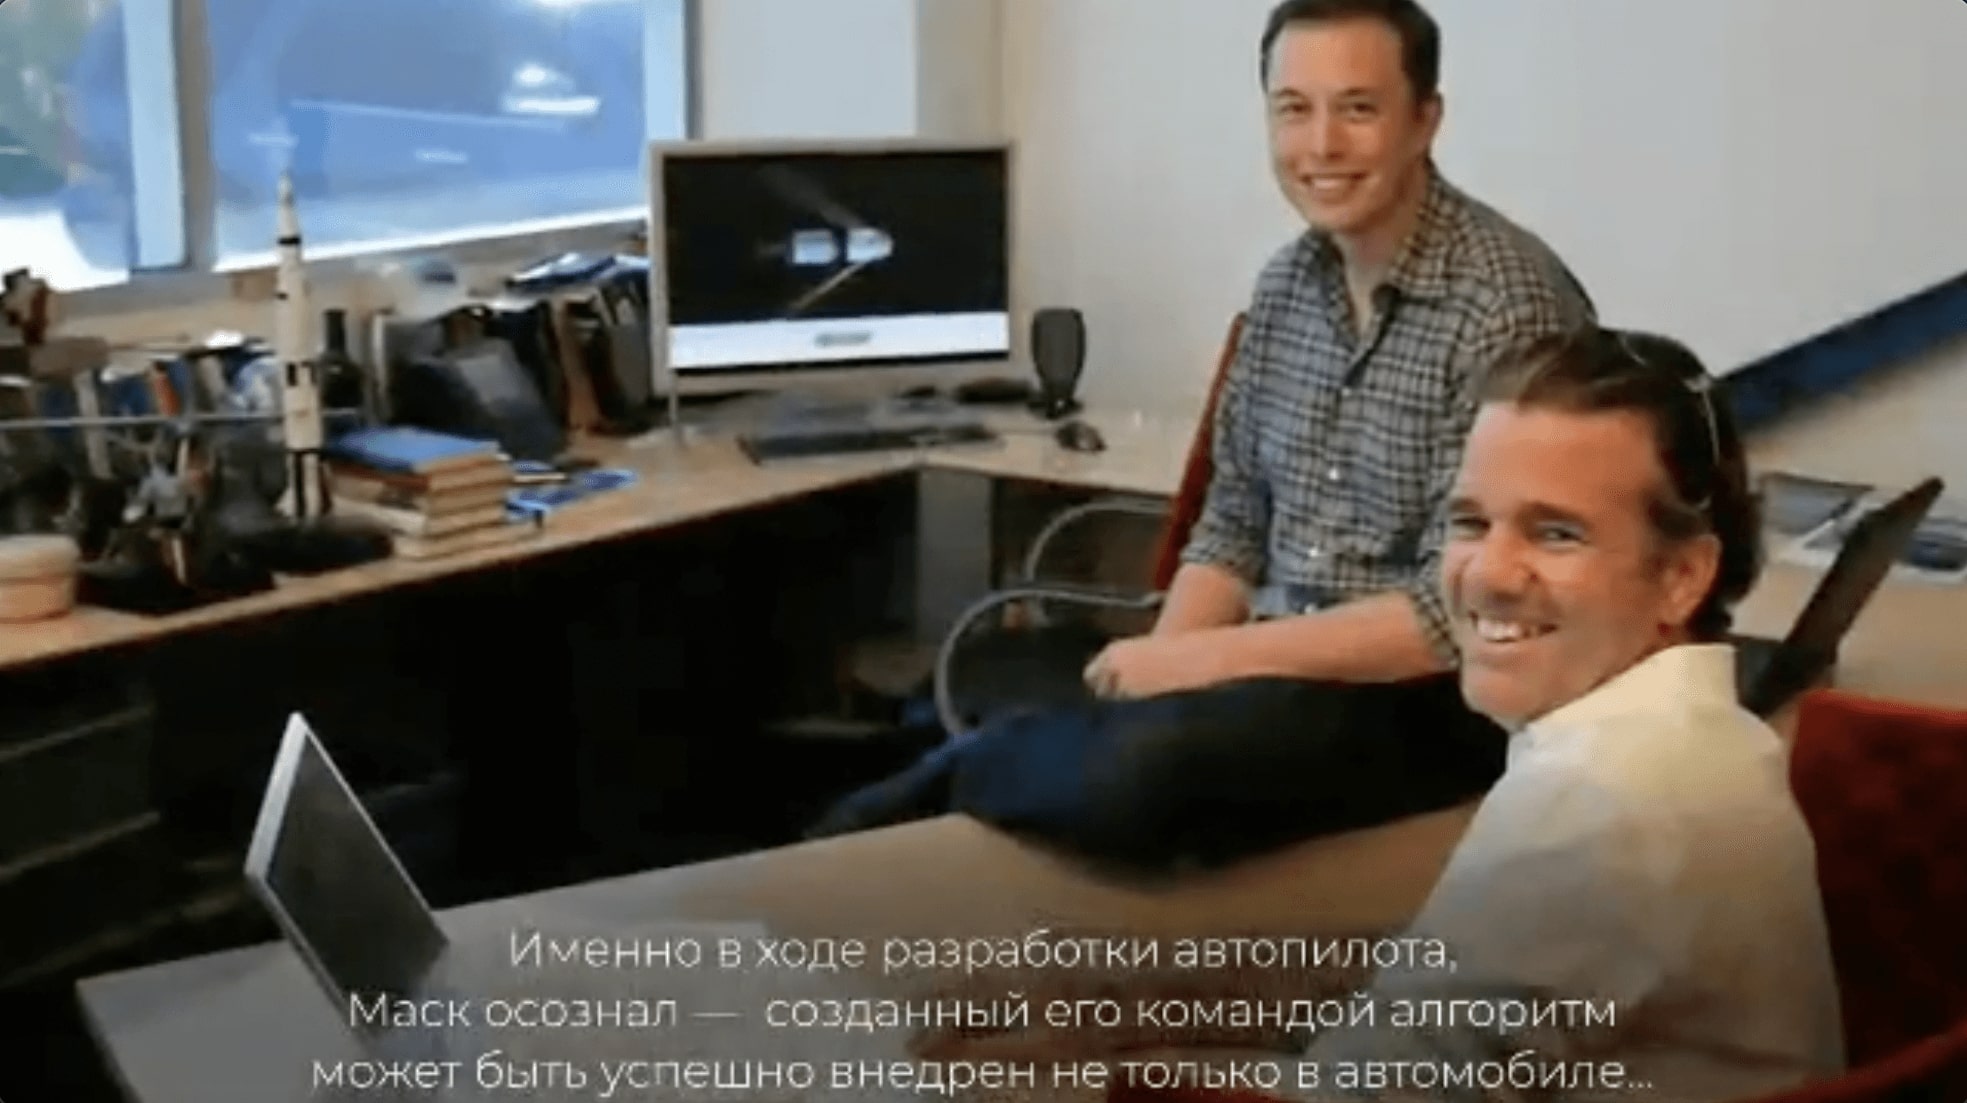 Именно в ходе разработки автопилота,
Маск осознал — созданный его командой алгоритм
может быть успешно внедрен не только в автомобиле...